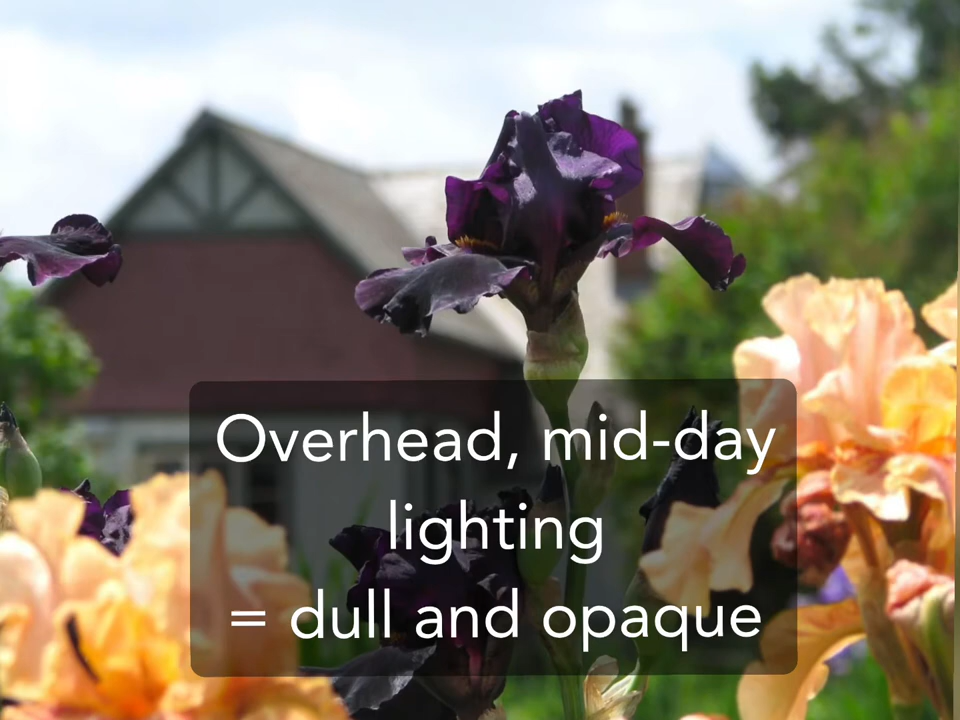 Overhead, mid-day
lighting
= dull and opaque